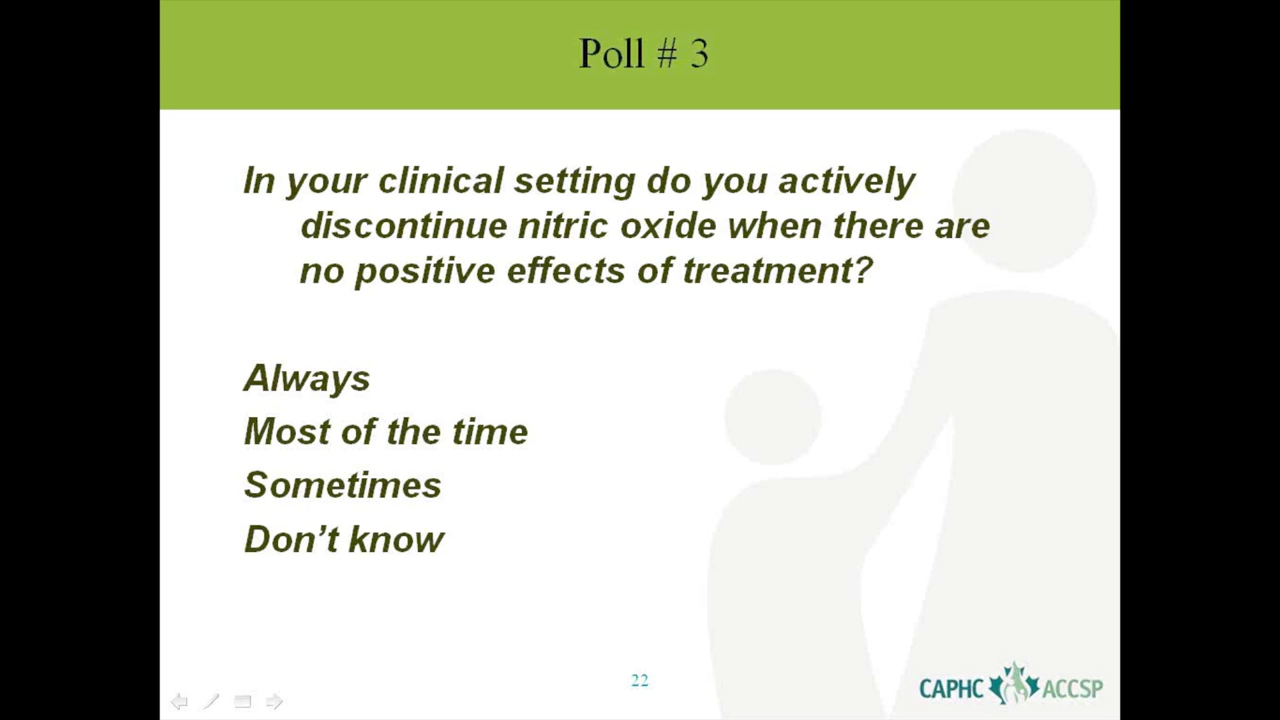 Poll # 3
In your clinical setting do you actively
discontinue nitric oxide when there are
no positive effects of treatment?
Always
Most of the time
Sometimes
Don’t know
22
CAPHC ACCSP